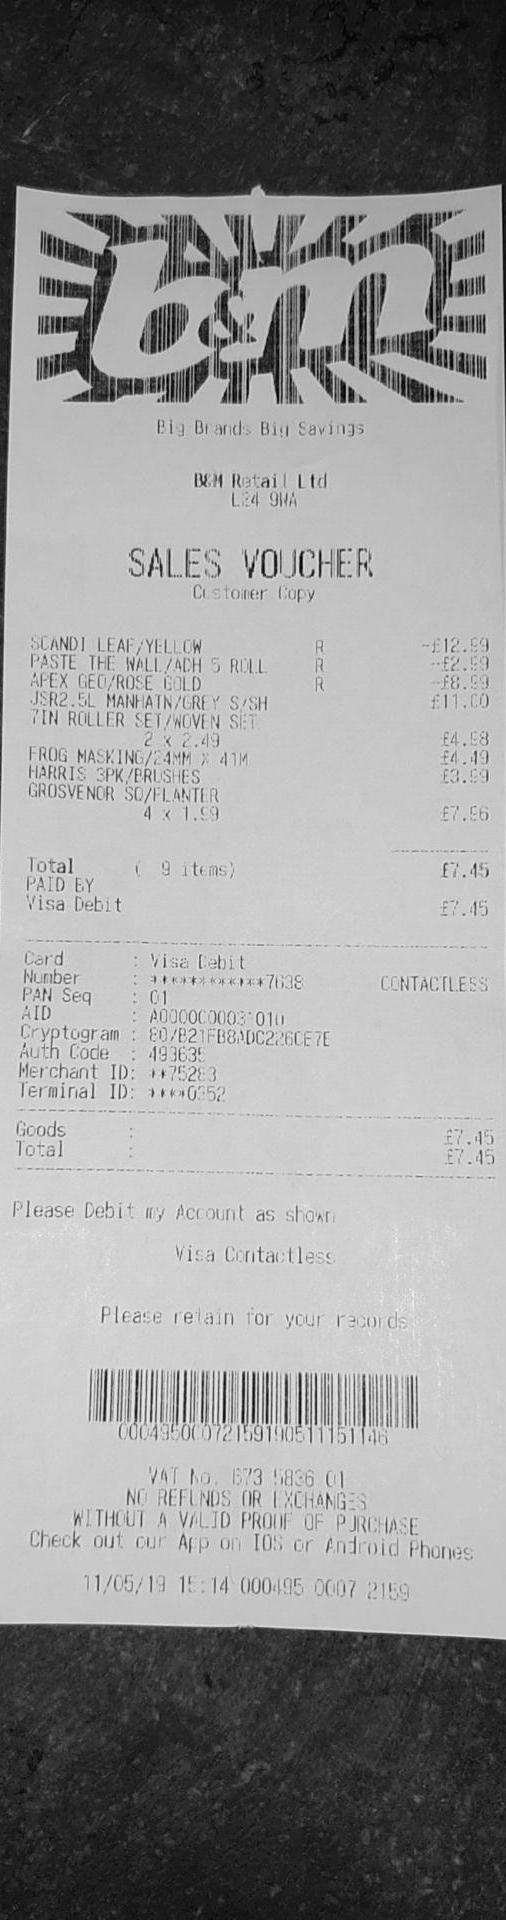 b&m
Big Brands Big Savings
B&M Retail Ltd
L24 9WA
SALES VOUCHER
Customer Copy
SCANDI LEAF/YELLOW R -£12.99
PASTE THE WALL/ADH 5 ROLL R -£2.99
APEX GEO/ROSE GOLD R -£8.99
JSR2.5L MANHATN/GREY S/SH £11.00
7IN ROLLER SET/WOVEN SET
2 x 2.49 £4.98
FROG MASKING/24MM X 41M £4.49
HARRIS 3PK/BRUSHES £3.99
GROSVENOR SQ/PLANTER
4 x 1.99 £7.96
Total ( 9 items) £7.45
PAID BY
Visa Debit £7.45
Card : Visa Debit
Number : ************7638 CONTACTLESS
PAN Seq : 01
AID : A0000000031010
Cryptogram :
Auth Code : 493635
Merchant ID: **75283
Terminal ID: ****0352
Goods : £7.45
Total : £7.45
Please Debit my Account as shown
Visa Contactless
Please retain for your records
00049500072159190511151146
VAT No. 673 5836 01
NO REFUNDS OR EXCHANGES
WITHOUT A VALID PROOF OF PURCHASE
Check out our App on IOS or Android Phones
11/05/19 15:14 000495 0007 2159